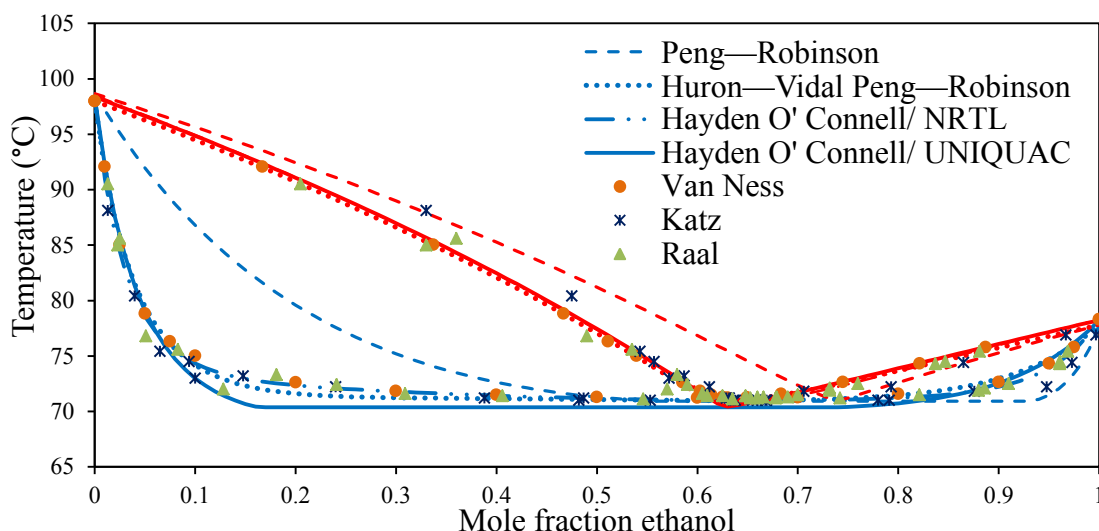 105
100
95
90
85
80
75
70
65
Temperature (°C)
Peng—Robinson
Huron—Vidal Peng—Robinson
Hayden O' Connell/ NRTL
Hayden O' Connell/ UNIQUAC
Van Ness
Katz
Raal
0 0.1 0.2 0.3 0.4 0.5 0.6 0.7 0.8 0.9 1
Mole fraction ethanol